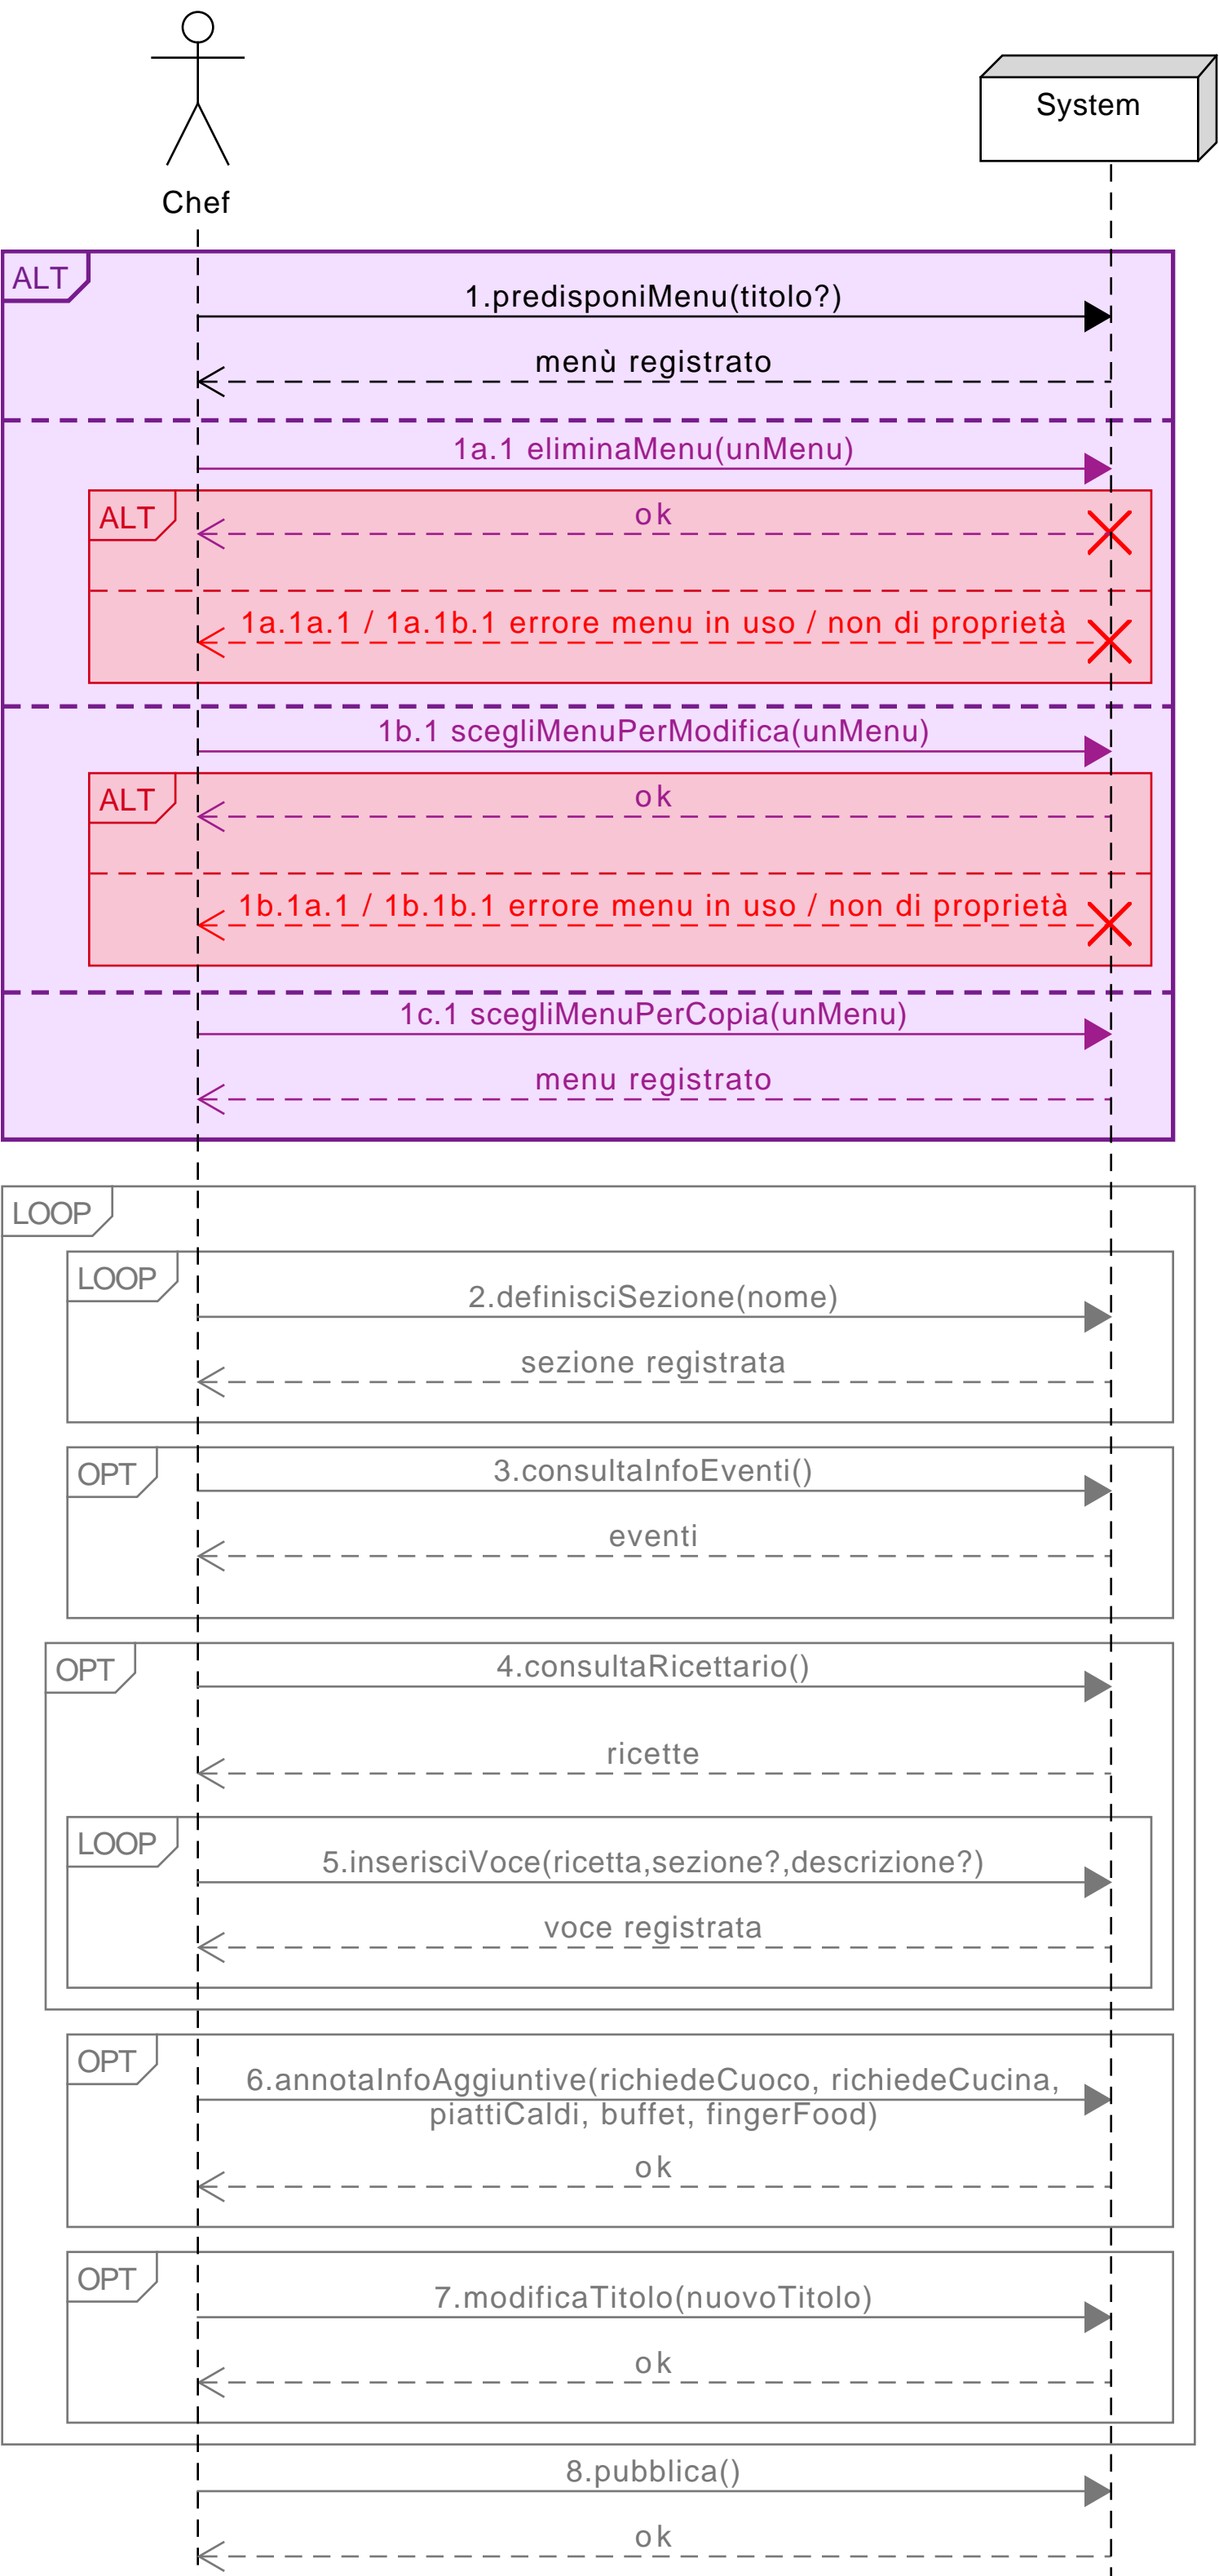 System
Chef
ALT
1.predisponiMenu(titolo?)
menù registrato
1a.1 eliminaMenu(unMenu)
ALT
ok
1a.1a.1 / 1a.1b.1 errore menu in uso / non di proprietà
1b.1 scegliMenuPerModifica(unMenu)
ALT
ok
1b.1a.1 / 1b.1b.1 errore menu in uso / non di proprietà
1c.1 scegliMenuPerCopia(unMenu)
menu registrato
LOOP
LOOP
2.definisciSezione(nome)
sezione registrata
OPT
3.consultaInfoEventi()
eventi
OPT
4.consultaRicettario()
ricette
LOOP
5.inserisciVoce(ricetta,sezione?,descrizione?)
voce registrata
OPT
6.annotaInfoAggiuntive(richiedeCuoco, richiedeCucina,
piattiCaldi, buffet, fingerFood)
ok
OPT
7.modificaTitolo(nuovoTitolo)
ok
8.pubblica()
ok